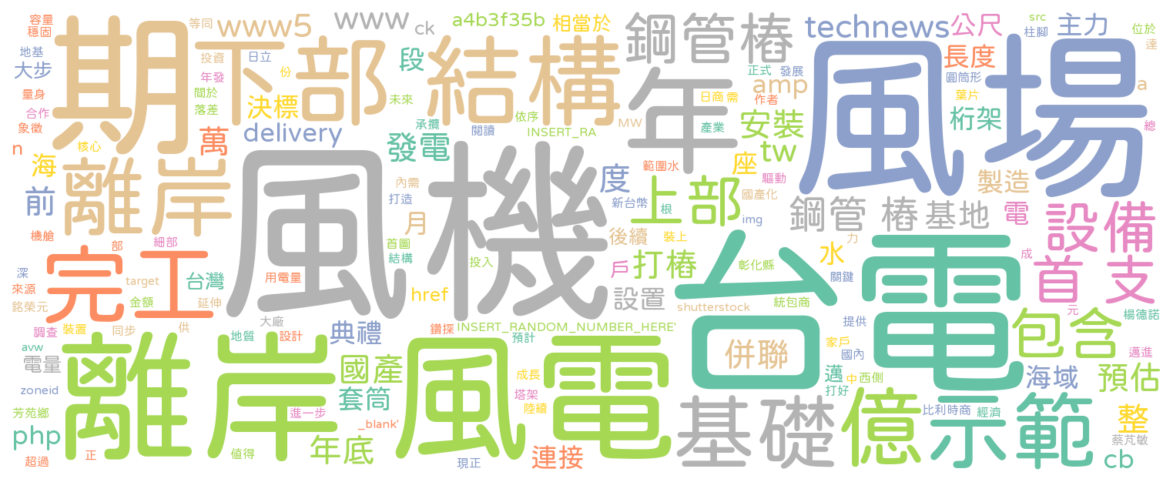 容量
穩固
等同
www5
www
ck
a4b3f35b
相當於
鋼管樁
technews
公尺
src
柱腳
主力
位於
達
地基
大步
期
下部
結構
投資
日立
段
年發
份
未來
年
amp
日商
需
正式
發展
作者
長度
圓筒形
葉片
風場
a
量身
合作
象徵
關於
落差
決標
delivery
承攬
閱讀
依序
INSERT_RA
MW
產業
安裝
桁架
總
n
核心
萬
發電
tw
海
離岸
風機
內需
打造
新台幣
度
範圍水
座
驅動
國產化
製造
前
月
上部
根
img
鋼管
樁
基地
電
設備
機艙
部
細部
首圖
結構
後續
裝上
戶
打樁
彰化縣
水
力
成
深
來源
target
完工
台灣
用電量
投入
設置
台電
關鍵
首
支
銘榮元
金額
延伸
href
shutterstock
統包商
元
楊德諾
調查
裝置
同步
供
地質
大廠
設計
典禮
鑽探
INSERT_RANDOM_NUMBER_HERE'
預計
併聯
提供
包含
avw
電量
離岸
風電
國產
成長
塔架
家戶
國內
邁
中西側
打好
海域
邁進
預估
zoneid
芳苑鄉
進一步
套筒
_blank'
陸續
基礎
億
比利時商
經濟
示範
整
php
超過
正
值得
年底
現正
連接
蔡芃敏
cb